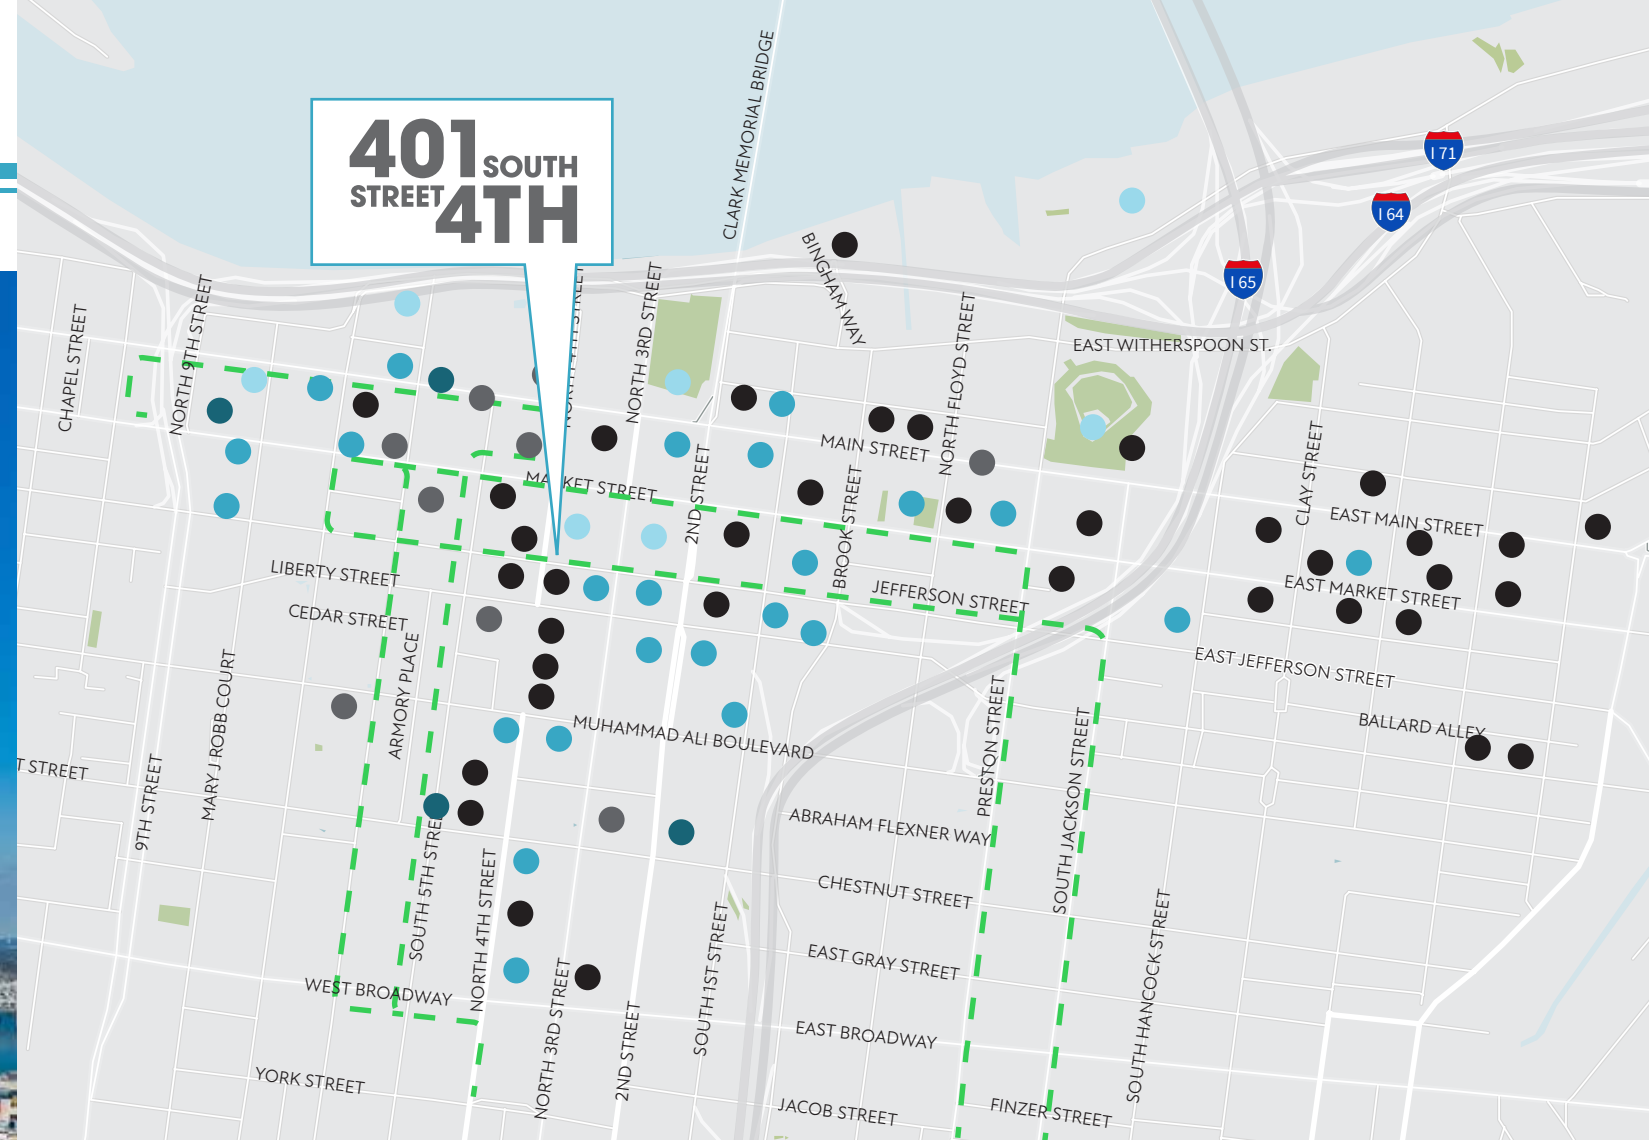 CLARK MEMORIAL BRIDGE
401 SOUTH
STREET 4TH
I 71
I 64
I 65
BINGHAM WAY
NORTH 3RD STREET
NORTH 9TH STREET
CHAPEL STREET
NORTH FLOYD STREET
EAST WITHERSPOON ST.
MAIN STREET
CLAY STREET
2ND STREET
BROOK STREET
STREET
EAST MAIN STREET
LIBERTY STREET
JEFFERSON STREET
EAST MARKET STREET
CEDAR STREET
ARMORY PLACE
MARY J ROBB COURT
EAST JEFFERSON STREET
MUHAMMAD ALI BOULEVARD
PRESTON STREET
SOUTH JACKSON STREET
BALLARD ALLEY
T STREET
9TH STREET
ABRAHAM FLEXNER WAY
SOUTH 5TH STREE
NORTH 4TH STREET
CHESTNUT STREET
SOUTH 1ST STREET
SOUTH HANCOCK STREET
EAST GRAY STREET
WEST BROADWAY
NORTH 3RD STREET
2ND STREET
EAST BROADWAY
YORK STREET
JACOB STREET
FINZER STREET